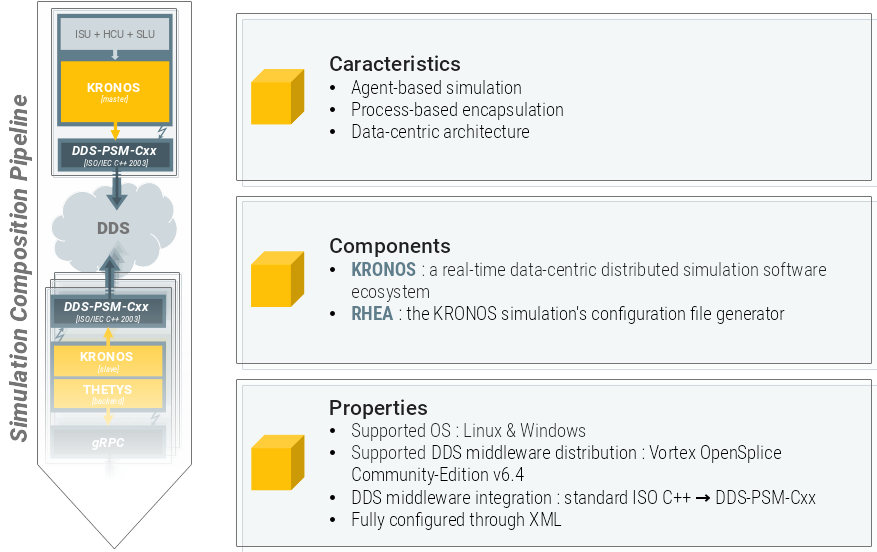 Simulation Composition Pipeline
ISU + HCU + SLU
KRONOS
[master]
DDS-PSM-Cxx
[ISO/IEC C++ 2003]
DDS
DDS-PSM-Cxx
[ISO/IEC C++ 2003]
KRONOS
[slave]
THETYS
[backend]
gRPC
Caracteristics
• Agent-based simulation
• Process-based encapsulation
• Data-centric architecture
Components
• KRONOS : a real-time data-centric distributed simulation software
ecosystem
• RHEA : the KRONOS simulation's configuration file generator
Properties
• Supported OS : Linux & Windows
• Supported DDS middleware distribution : Vortex OpenSplice
Community-Edition v6.4
• DDS middleware integration : standard ISO C++ → DDS-PSM-Cxx
• Fully configured through XML